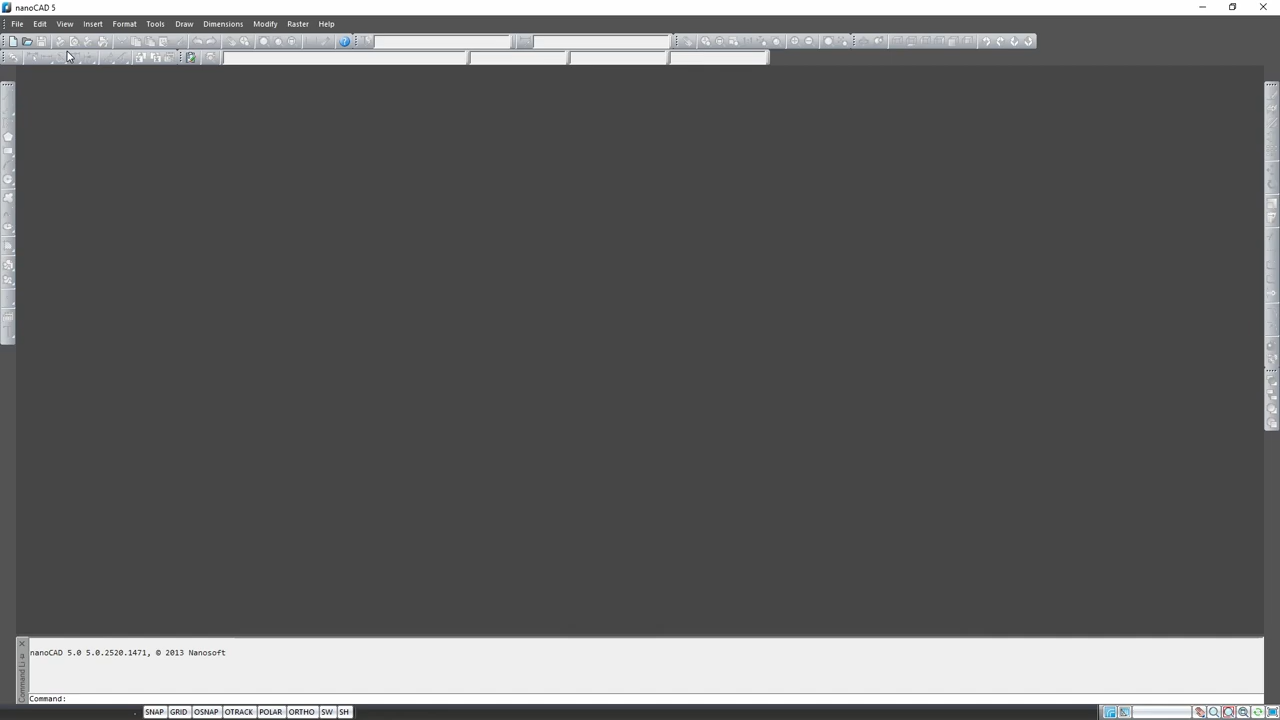 nanoCAD 5
File Edit View Insert Format Tools Draw Dimensions Modify Raster Help
nanoCAD 5.0 5.0.2520.1471, © 2013 Nanosoft
Command:
SNAP GRID OSNAP OTRACK POLAR ORTHO SW SH